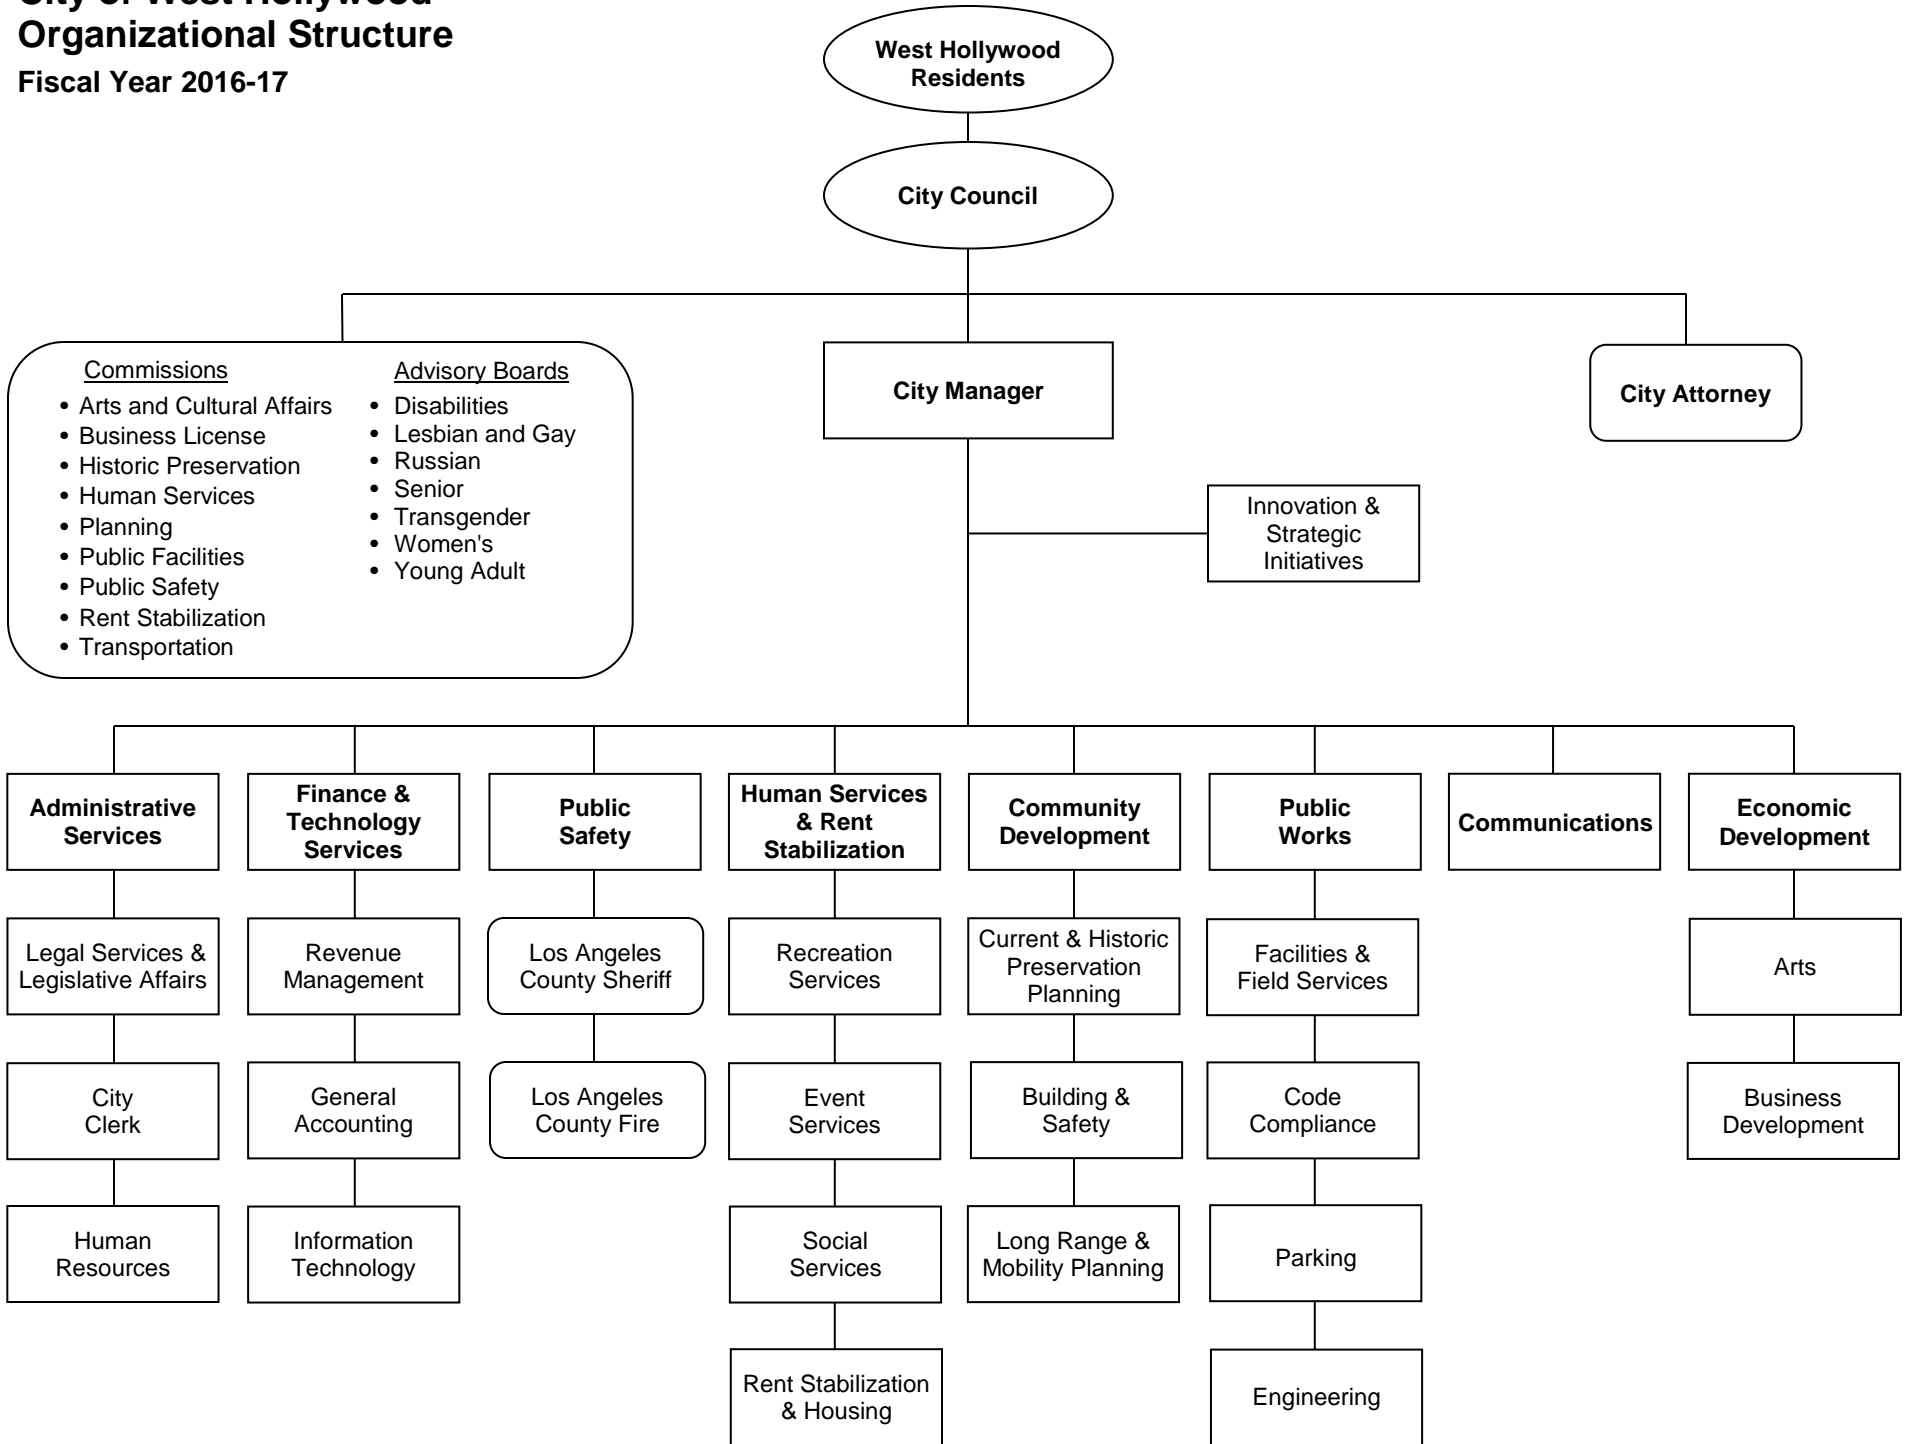 City of West Hollywood
Organizational Structure
Fiscal Year 2016-17
West Hollywood
Residents
City Council
Commissions
• Arts and Cultural Affairs
• Business License
• Historic Preservation
• Human Services
• Planning
• Public Facilities
• Public Safety
• Rent Stabilization
• Transportation
Advisory Boards
• Disabilities
• Lesbian and Gay
• Russian
• Senior
• Transgender
• Women's
• Young Adult
City Manager
City Attorney
Innovation &
Strategic
Initiatives
Administrative
Services
Legal Services &
Legislative Affairs
City
Clerk
Human
Resources
Finance &
Technology
Services
Revenue
Management
General
Accounting
Information
Technology
Public
Safety
Los Angeles
County Sheriff
Los Angeles
County Fire
Human Services
& Rent
Stabilization
Recreation
Services
Event
Services
Social
Services
Rent Stabilization
& Housing
Community
Development
Current & Historic
Preservation
Planning
Building &
Safety
Long Range &
Mobility Planning
Public
Works
Facilities &
Field Services
Code
Compliance
Parking
Engineering
Communications
Economic
Development
Arts
Business
Development